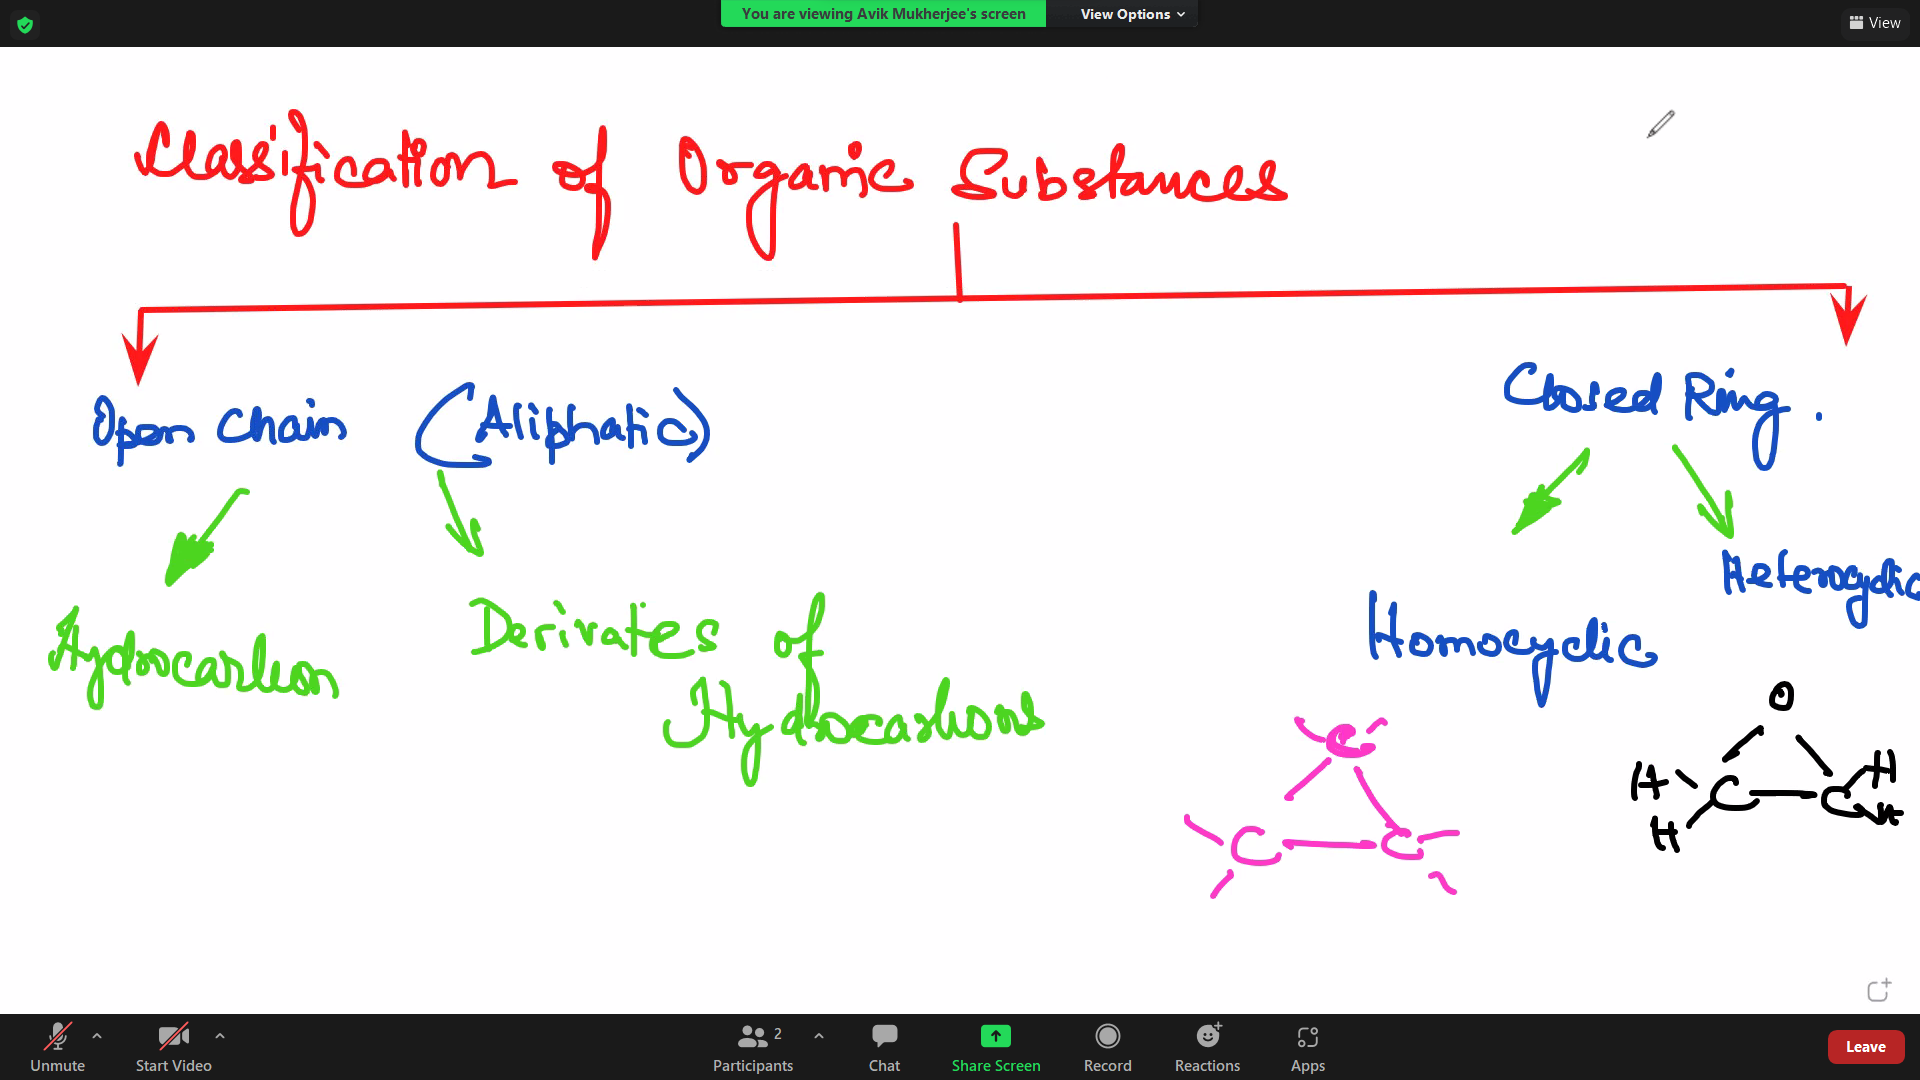 You are viewing Avik Mukherjee's screen
View Options
View
Classification of Organic Substances
Open Chain (Aliphatic)
Closed Ring.
Hydrocarbon
Derivates of
Hydrocarbons
Homocyclic
Heterocyclic
C
C C
O
H C C H
H H
Unmute
Start Video
Participants 2
Chat
Share Screen
Record
Reactions
Apps
Leave